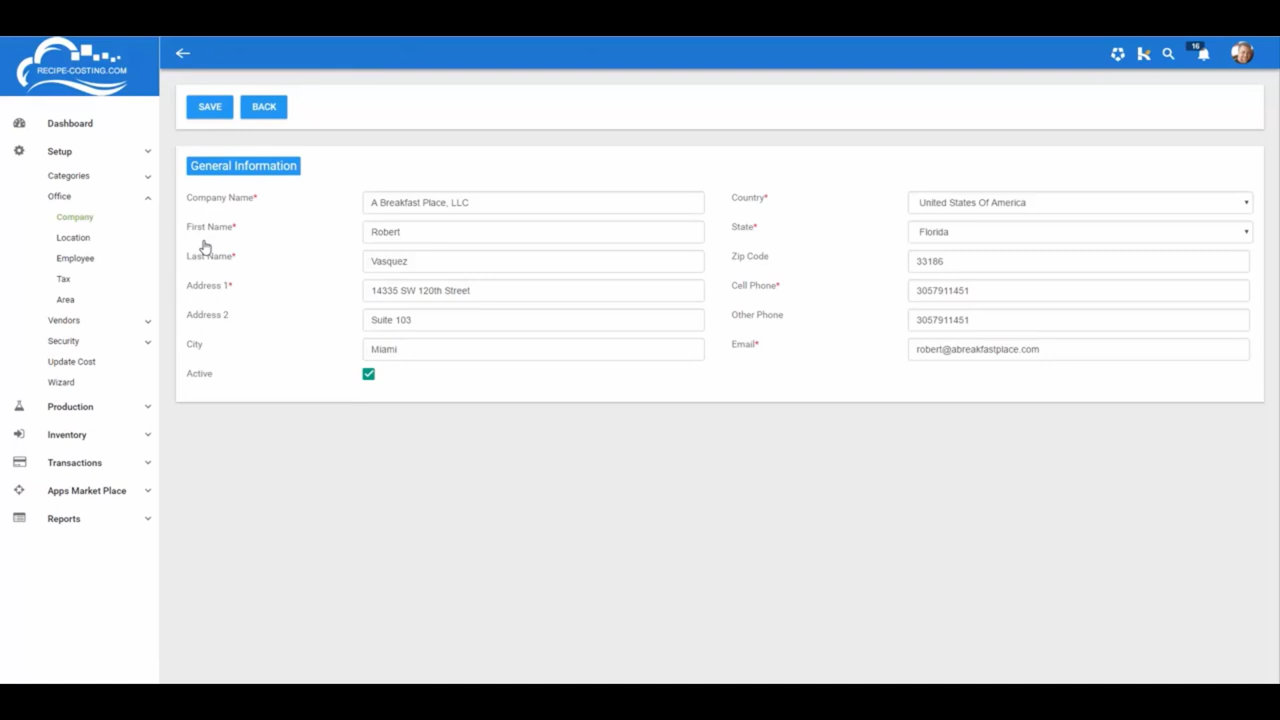 RECIPE-COSTING.COM
16
Dashboard
Setup
Categories
Office
Company
Location
Employee
Tax
Area
Vendors
Security
Update Cost
Wizard
Production
Inventory
Transactions
Apps Market Place
Reports
SAVE BACK
General Information
Company Name* A Breakfast Place, LLC
First Name* Robert
Last Name* Vasquez
Address 1* 14335 SW 120th Street
Address 2 Suite 103
City Miami
Active
Country* United States Of America
State* Florida
Zip Code 33186
Cell Phone* 3057911451
Other Phone 3057911451
Email* robert@abreakfastplace.com